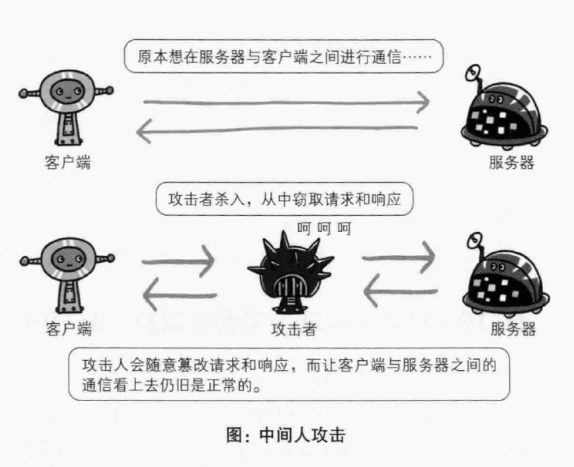 原本想在服务器与客户端之间进行通信……
客户端
服务器
攻击者杀入，从中窃取请求和响应
呵呵呵
客户端
攻击者
服务器
攻击人会随意篡改请求和响应，而让客户端与服务器之间的
通信看上去仍旧是正常的。
图：中间人攻击